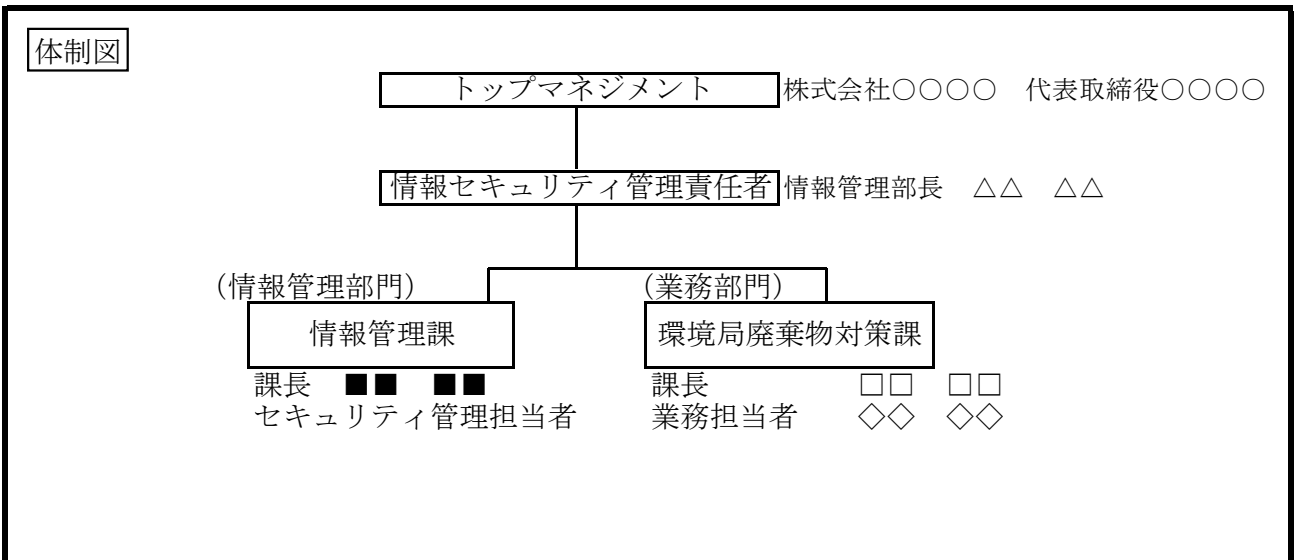 体制図
トップマネジメント 株式会社○○○○　代表取締役○○○○
情報セキュリティ管理責任者 情報管理部長　△△　△△
（情報管理部門） （業務部門）
情報管理課 環境局廃棄物対策課
課長　■■　■■ 課長　□□　□□
セキュリティ管理担当者 業務担当者　◇◇　◇◇